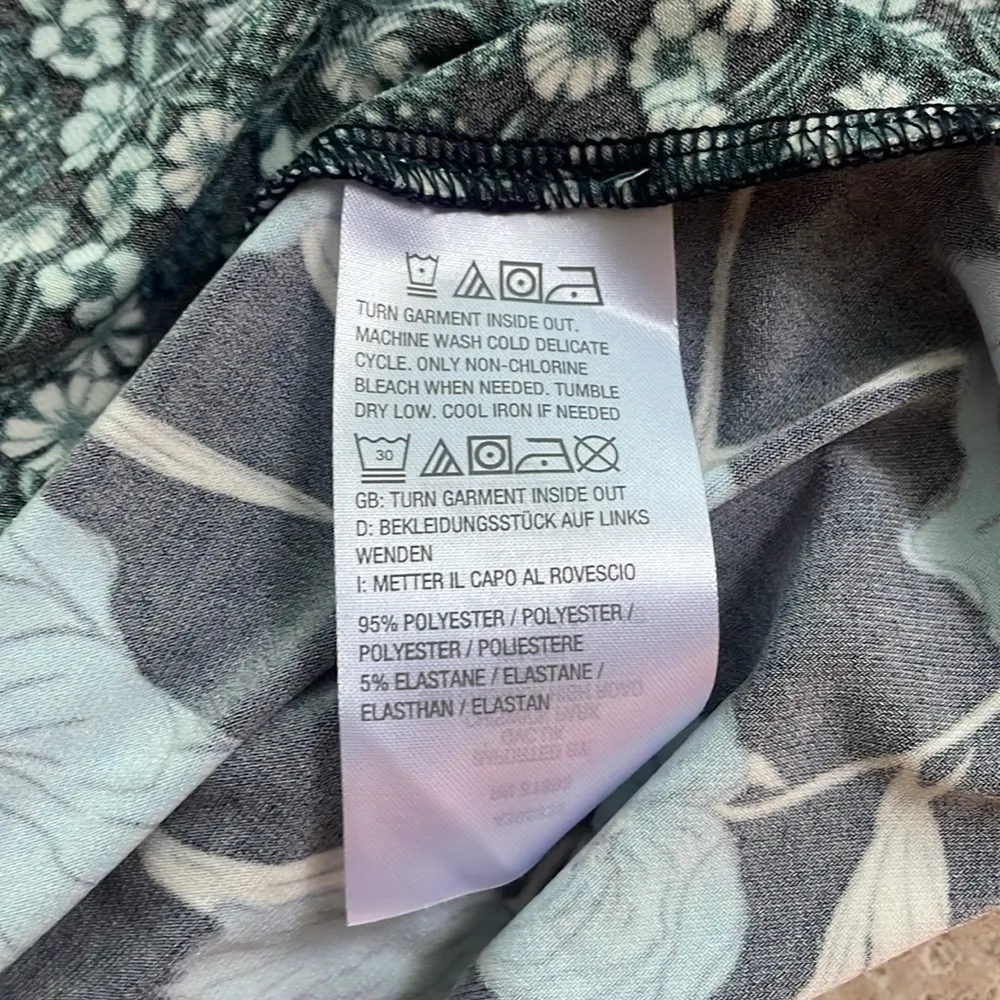 TURN GARMENT INSIDE OUT.
MACHINE WASH COLD DELICATE
CYCLE. ONLY NON-CHLORINE
BLEACH WHEN NEEDED. TUMBLE
DRY LOW. COOL IRON IF NEEDED
30
GB: TURN GARMENT INSIDE OUT
D: BEKLEIDUNGSSTÜCK AUF LINKS
WENDEN
I: METTER IL CAPO AL ROVESCIO
95% POLYESTER / POLYESTER /
POLYESTER / POLIESTERE
5% ELASTANE / ELASTANE /
ELASTHAN / ELASTAN